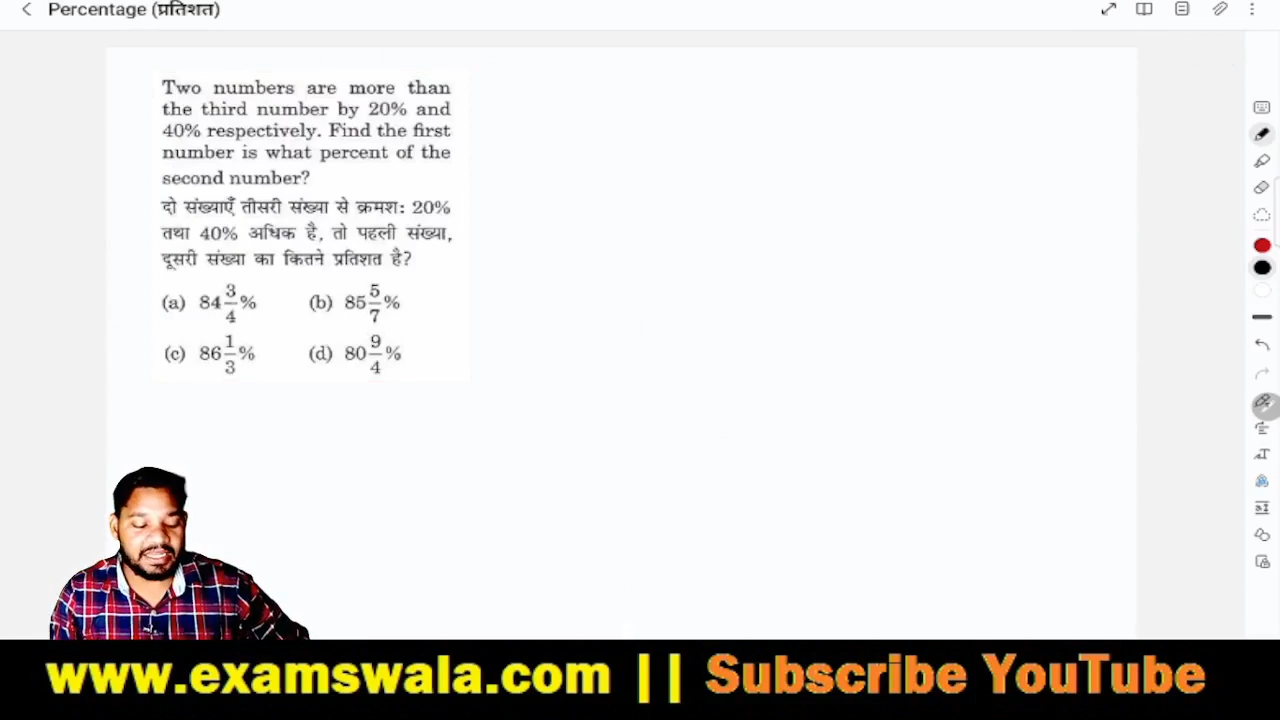 Percentage (प्रतिशत)
Two numbers are more than
the third number by 20% and
40% respectively. Find the first
number is what percent of the
second number?
दो संख्याएँ तीसरी संख्या से क्रमश: 20%
तथा 40% अधिक है, तो पहली संख्या,
दूसरी संख्या का कितने प्रतिशत है?
(a) 84 3/4 % (b) 85 5/7 %
(c) 86 1/3 % (d) 80 9/4 %
www.examswala.com || Subscribe YouTube